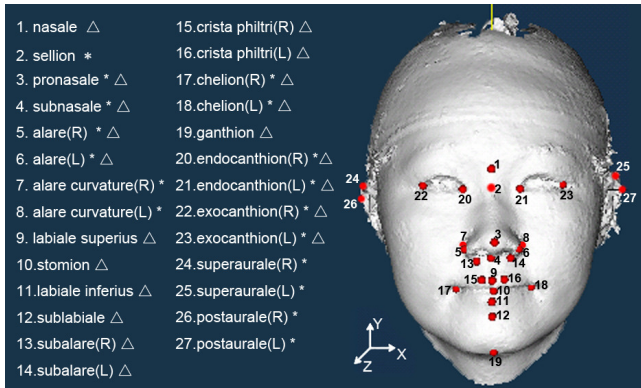 1. nasale △
2. sellion *
3. pronasale * △
4. subnasale * △
5. alare(R) * △
6. alare(L) * △
7. alare curvature(R) *
8. alare curvature(L) *
9. labiale superius △
10.stomion △
11.labiale inferius △
12.sublabiale △
13.subalare(R) △
14.subalare(L) △
15.crista philtri(R) △
16.crista philtri(L) △
17.chelion(R) * △
18.chelion(L) * △
19.ganthion △
20.endocanthion(R) *△
21.endocanthion(L) *△
22.exocanthion(R) *△
23.exocanthion(L) *△
24.superaurale(R) *
25.superaurale(L) *
26.postaurale(R) *
27.postaurale(L) *
1
25
24
22
20
2
21
23
27
26
3
7
8
5
6
13
4
14
15
9
16
17
10
18
11
12
19
Y
X
Z